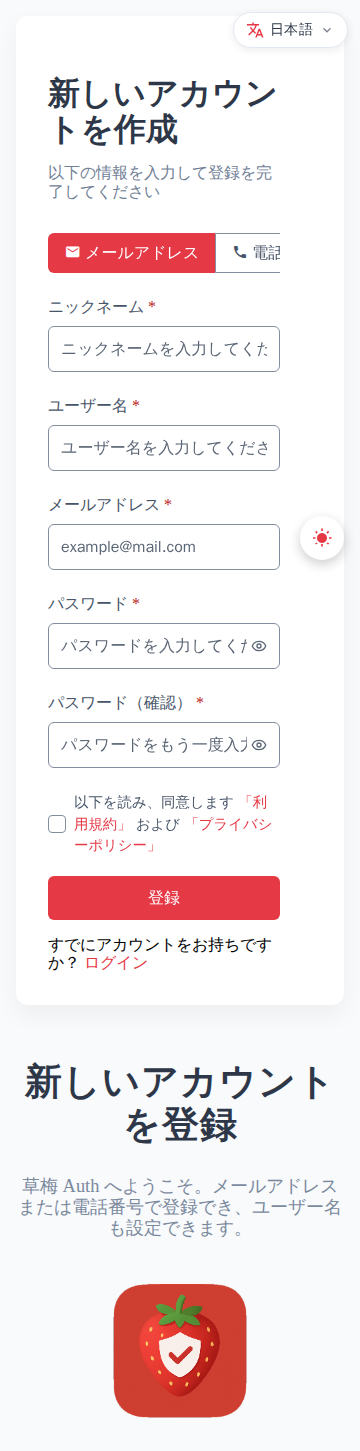 日本語
新しいアカウン
トを作成
以下の情報を入力して登録を完
了してください
メールアドレス 電話
ニックネーム *
ニックネームを入力してくた
ユーザー名 *
ユーザー名を入力してくださ
メールアドレス *
example@mail.com
パスワード *
パスワードを入力してくた
パスワード（確認） *
パスワードをもう一度入力
以下を読み、同意します 「利
用規約」 および 「プライバシ
ーポリシー」
登録
すでにアカウントをお持ちです
か？ ログイン
新しいアカウント
を登録
草梅 Auth へようこそ。メールアドレス
または電話番号で登録でき、ユーザー名
も設定できます。